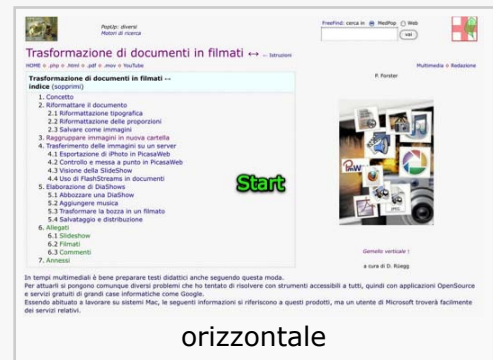 PopUp: diversi
Motori di ricerca
FreeFind: cerca in MedPop Web
vai
Trasformazione di documenti in filmati ↔ – Istruzioni
HOME ¤ .php ¤ .html ¤ .pdf ¤ .mov ¤ YouTube
Multimedia ¤ Redazione
Trasformazione di documenti in filmati ↔
indice (sopprimi)
1. Concetto
2. Riformattare il documento
2.1 Riformattazione tipografica
2.2 Riformattazione delle proporzioni
2.3 Salvare come immagini
3. Raggruppare immagini in nuova cartella
4. Trasferimento delle immagini su un server
4.1 Esportazione di iPhoto in PicasaWeb
4.2 Controllo e messa a punto in PicasaWeb
4.3 Visione della SlideShow
4.4 Uso di FlashStreams in documenti
5. Elaborazione di DiaShows
5.1 Abbozzare una DiaShow
5.2 Aggiungere musica
5.3 Trasformare la bozza in un filmato
5.4 Salvataggio e distribuzione
6. Allegati
6.1 Slideshow
6.2 Filmati
6.3 Commenti
7. Annessi
Start
P. Forster
Gemello verticale !
a cura di D. Rüegg
In tempi multimediali è bene preparare testi didattici anche seguendo questa moda.
Per attuarli si pongono comunque diversi problemi che ho tentato di risolvere con strumenti accessibili a tutti, quindi con applicazioni OpenSource
e servizi gratuiti di grandi case informatiche come Google.
Essendo abituato a lavorare su sistemi Mac, le seguenti informazioni si riferiscono a questi prodotti, ma un utente di Microsoft troverà facilmente
dei servizi relativi.
orizzontale